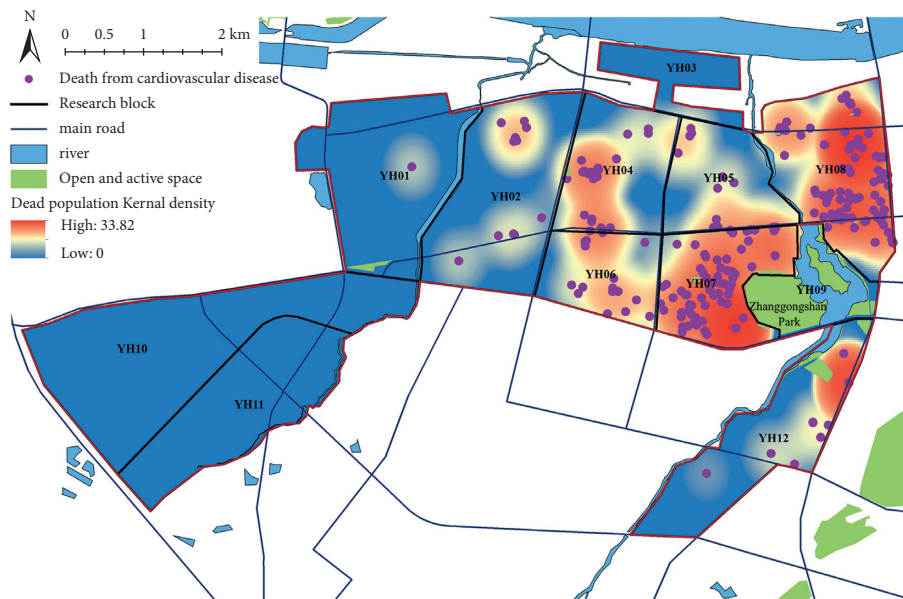 N
0 0.5 1 2 km
Death from cardiovascular disease
Research block
main road
river
Open and active space
Dead population Kernal density
High: 33.82
Low: 0
YH03
YH01
YH02
YH04
YH05
YH08
YH06
YH07
YH09
Zhanggongshan
Park
YH10
YH11
YH12